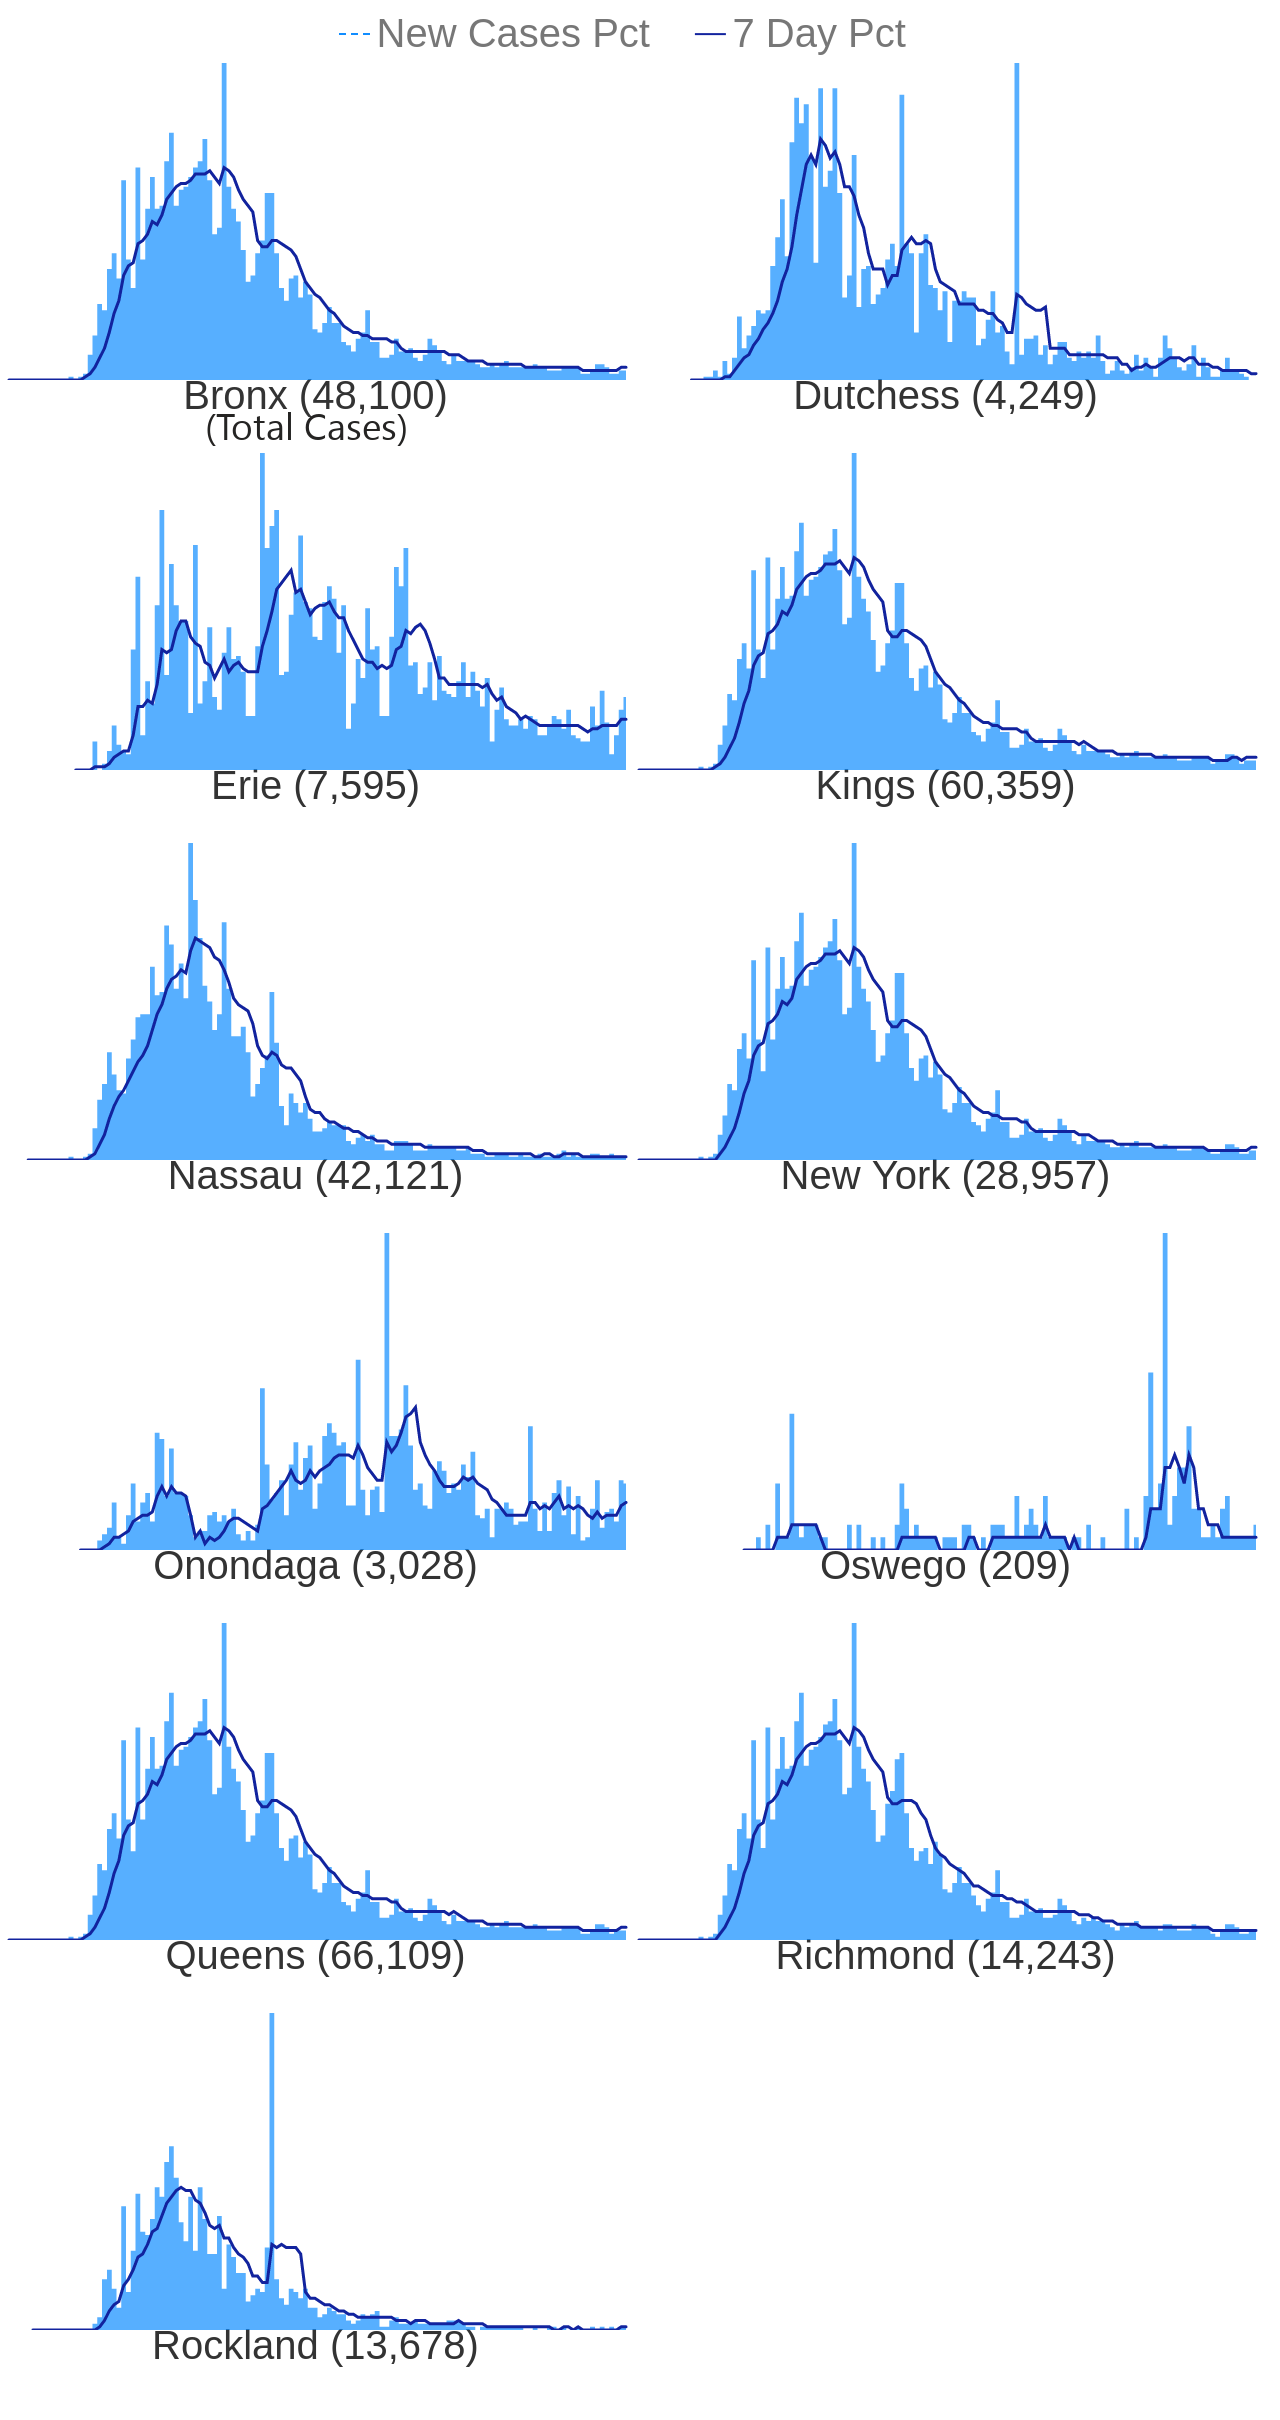 New Cases Pct 7 Day Pct
Bronx (48,100) Dutchess (4,249)
(Total Cases)
Erie (7,595) Kings (60,359)
Nassau (42,121) New York (28,957)
Onondaga (3,028) Oswego (209)
Queens (66,109) Richmond (14,243)
Rockland (13,678)